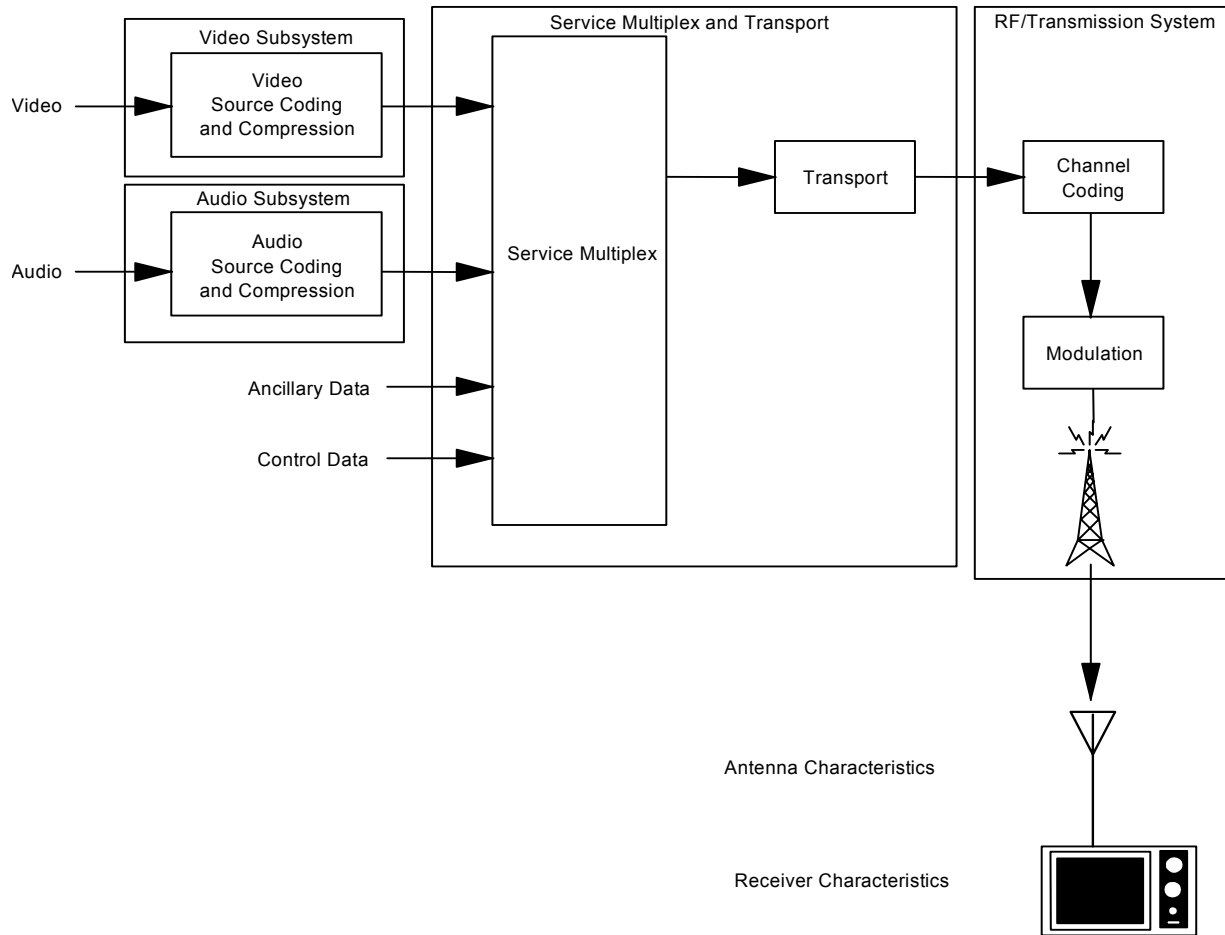 Video Subsystem
Video
Source Coding
and Compression
Video
Audio Subsystem
Audio
Source Coding
and Compression
Audio
Ancillary Data
Control Data
Service Multiplex and Transport
Service Multiplex
Transport
RF/Transmission System
Channel
Coding
Modulation
Antenna Characteristics
Receiver Characteristics